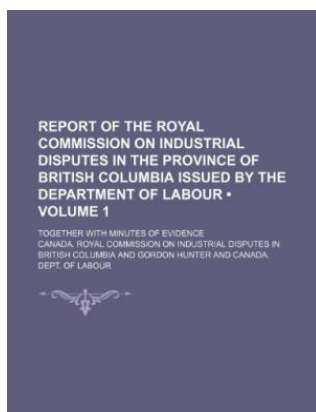 REPORT OF THE ROYAL
COMMISSION ON INDUSTRIAL
DISPUTES IN THE PROVINCE OF
BRITISH COLUMBIA ISSUED BY THE
DEPARTMENT OF LABOUR •
VOLUME 1
TOGETHER WITH MINUTES OF EVIDENCE
CANADA. ROYAL COMMISSION ON INDUSTRIAL DISPUTES IN
BRITISH COLUMBIA AND GORDON HUNTER AND CANADA.
DEPT. OF LABOUR